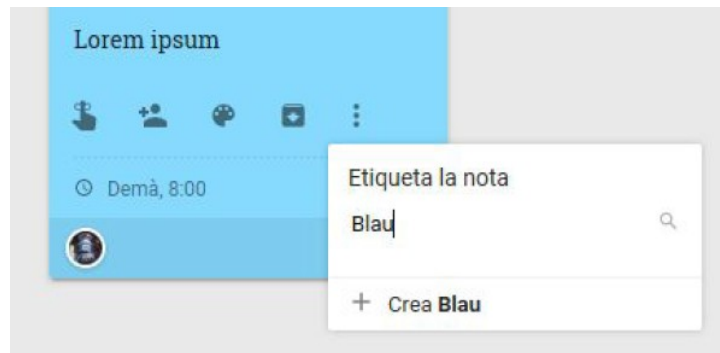 Lorem ipsum
Demà, 8:00
Etiqueta la nota
Blau
Crea Blau